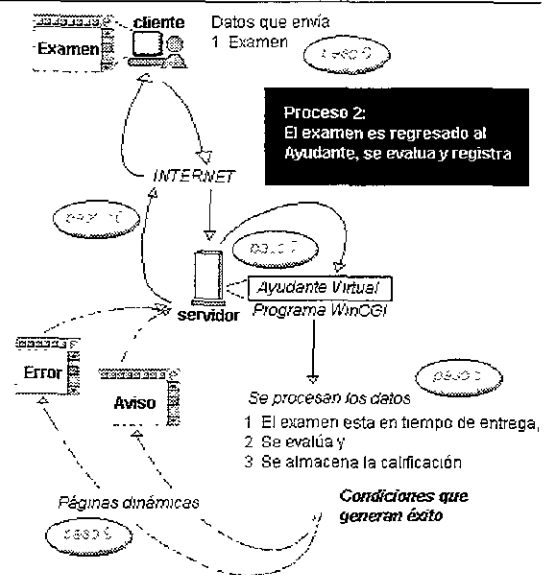 cliente
Examen
Datos que envía
1 Examen
Proceso 2:
El examen es regresado al
Ayudante, se evalua y registra
INTERNET
servidor
Ayudante Virtual
Programa WinCGI
Error
Aviso
Se procesan los datos
1 El examen esta en tiempo de entrega,
2 Se evalúa y
3 Se almacena la calificación
Condiciones que
generan éxito
Páginas dinámicas